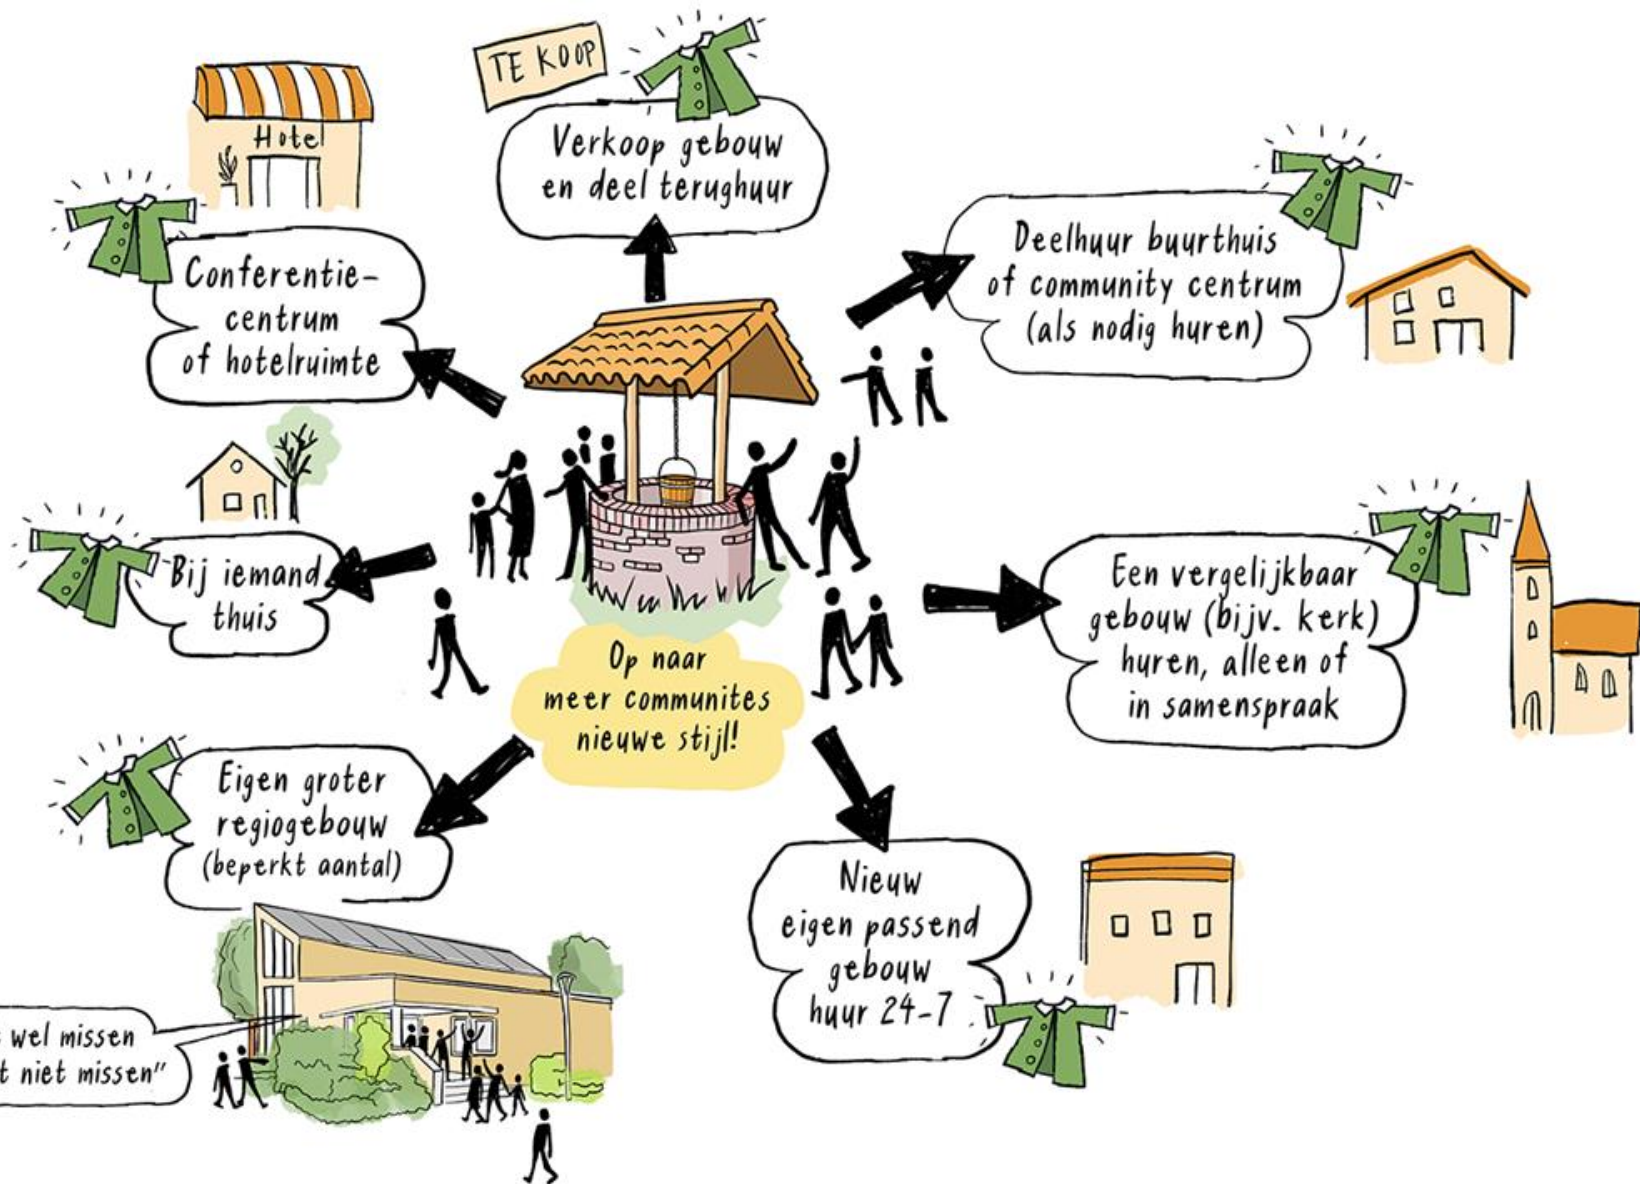 TE KOOP
Verkoop gebouw
en deel terughuur
Hotel
Conferentie-
centrum
of hotelruimte
Deelhuur buurthuis
of community centrum
(als nodig huren)
Bij iemand
thuis
Een vergelijkbaar
gebouw (bijv. kerk)
huren, alleen of
in samenspraak
Op naar
meer communites
nieuwe stijl!
Eigen groter
regiogebouw
(beperkt aantal)
Nieuw
eigen passend
gebouw
huur 24-7
wel missen
niet missen"